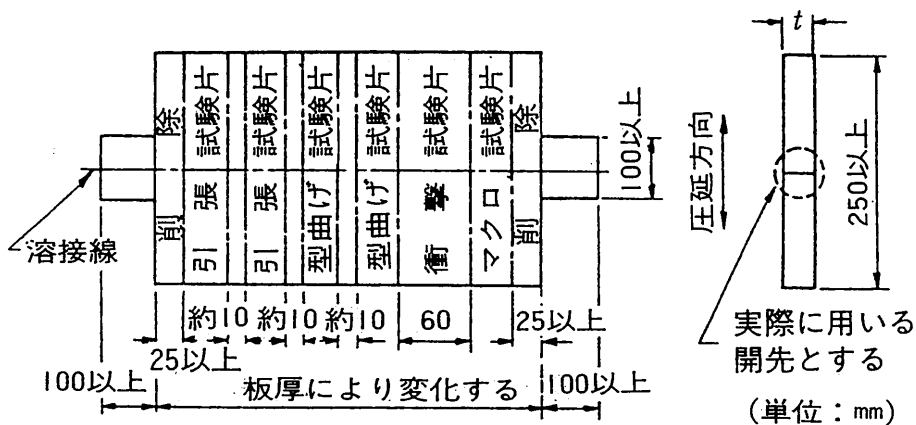 削除
引張試験片
引張試験片
型曲げ試験片
型曲げ試験片
衝撃試験片
マクロ試験片
削除
溶接線
100以上
約10 約10 約10 60
25以上
25以上
100以上
板厚により変化する
100以上
圧延方向
t
250以上
実際に用いる
開先とする
(単位:mm)